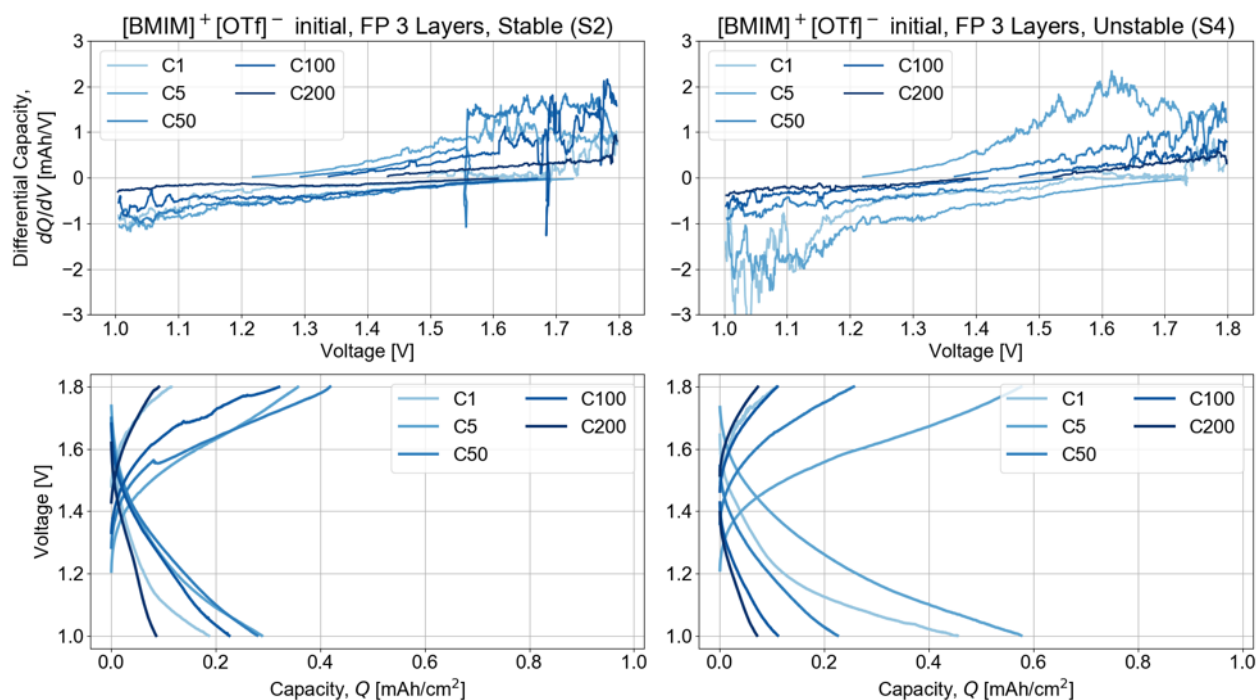 [BMIM]⁺[OTf]⁻ initial, FP 3 Layers, Stable (S2)
Differential Capacity,
dQ/dV [mAh/V]
3
2
1
0
−1
−2
−3
C1
C5
C50
C100
C200
1.0
1.1
1.2
1.3
1.4
1.5
1.6
1.7
1.8
Voltage [V]
[BMIM]⁺[OTf]⁻ initial, FP 3 Layers, Unstable (S4)
3
2
1
0
−1
−2
−3
C1
C5
C50
C100
C200
1.0
1.1
1.2
1.3
1.4
1.5
1.6
1.7
1.8
Voltage [V]
Voltage [V]
1.8
1.6
1.4
1.2
1.0
C1
C5
C50
C100
C200
0.0
0.2
0.4
0.6
0.8
1.0
Capacity, Q [mAh/cm²]
1.8
1.6
1.4
1.2
1.0
C1
C5
C50
C100
C200
0.0
0.2
0.4
0.6
0.8
1.0
Capacity, Q [mAh/cm²]